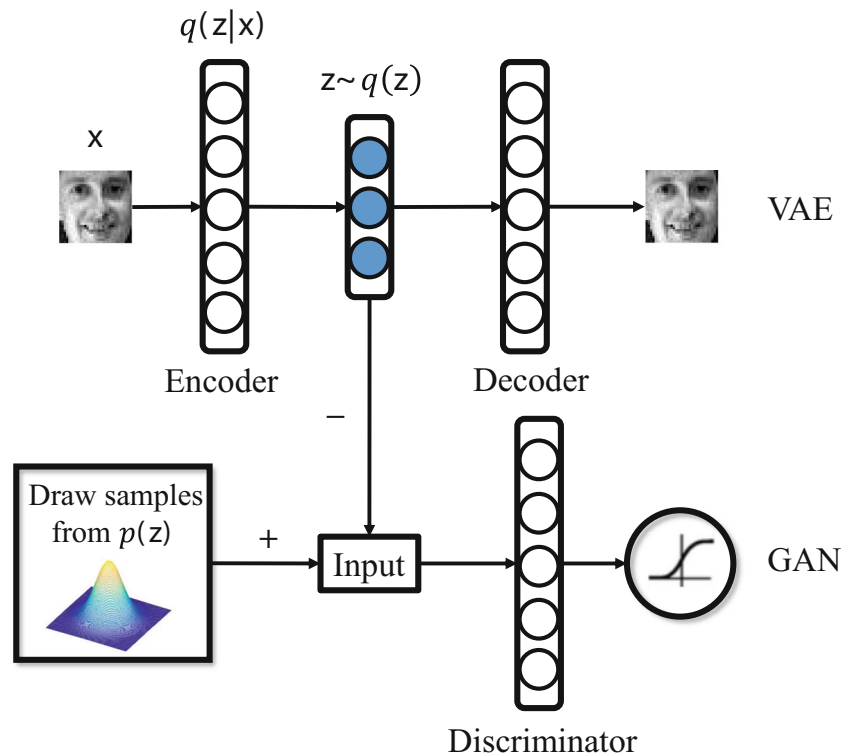 q(z|x)
z~ q(z)
x
VAE
Encoder
Decoder
−
Draw samples
from p(z)
+
Input
GAN
Discriminator